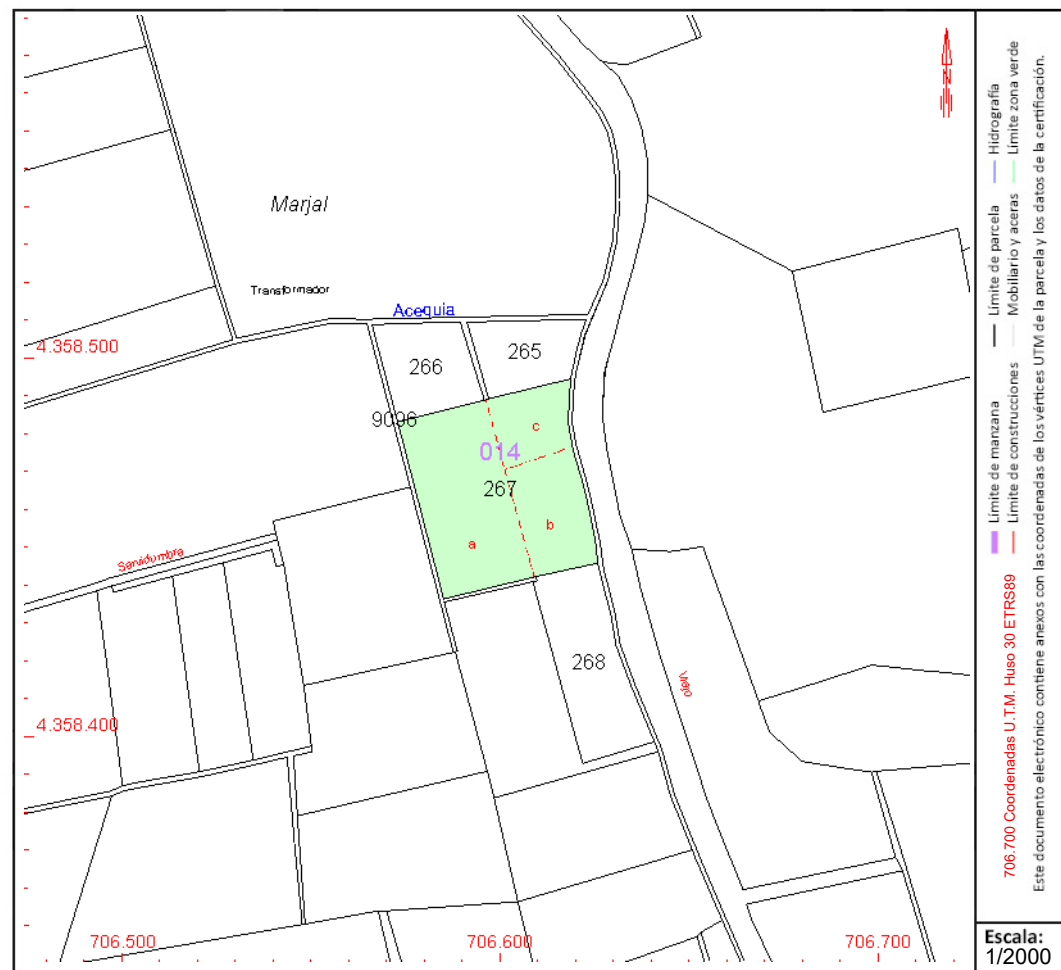 N
Marjal
Transformador
Acequia
4.358.500
266
265
9096
c
014
267
b
a
Servidumbre
268
Viejo
4.358.400
706.500
706.600
706.700
Límite de manzana
Límite de parcela
Hidrografía
Límite de construcciones
Mobiliario y aceras
Límite zona verde
706.700 Coordenadas U.T.M. Huso 30 ETRS89
Este documento electrónico contiene anexos con las coordenadas de los vértices UTM de la parcela y los datos de la certificación.
Escala:
1/2000